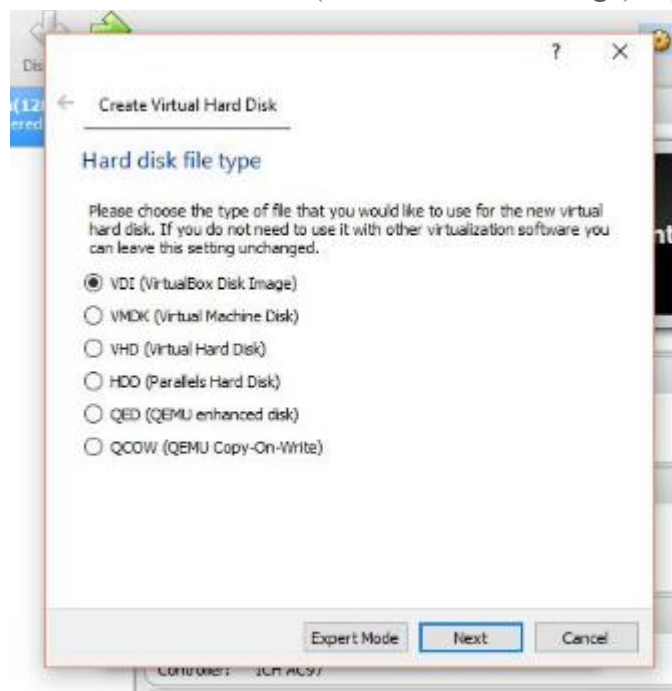 Dis
(12
ered
?
Create Virtual Hard Disk
Hard disk file type
Please choose the type of file that you would like to use for the new virtual
hard disk. If you do not need to use it with other virtualization software you
can leave this setting unchanged.
VDI (VirtualBox Disk Image)
VMDK (Virtual Machine Disk)
VHD (Virtual Hard Disk)
HDD (Parallels Hard Disk)
QED (QEMU enhanced disk)
QCOW (QEMU Copy-On-Write)
Expert Mode Next Cancel
Controller: ICH AC97